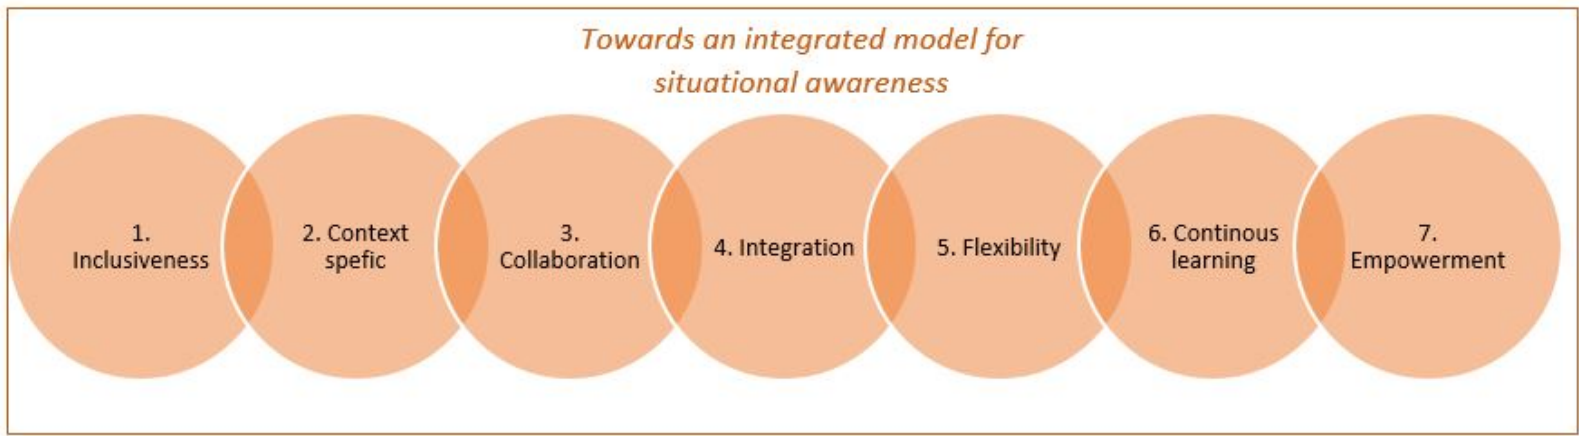 Towards an integrated model for
situational awareness
1.
Inclusiveness
2. Context
spefic
3.
Collaboration
4. Integration
5. Flexibility
6. Continous
learning
7.
Empowerment